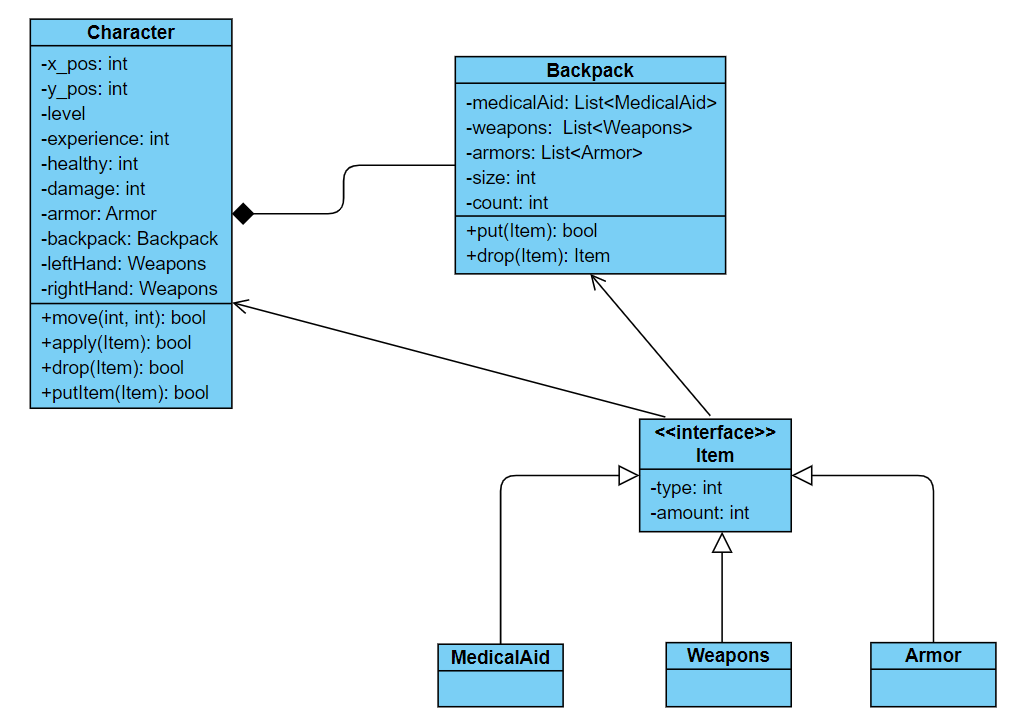 Character
-x_pos: int
-y_pos: int
-level
-experience: int
-healthy: int
-damage: int
-armor: Armor
-backpack: Backpack
-leftHand: Weapons
-rightHand: Weapons
+move(int, int): bool
+apply(Item): bool
+drop(Item): bool
+putItem(Item): bool
Backpack
-medicalAid: List<MedicalAid>
-weapons:  List<Weapons>
-armors: List<Armor>
-size: int
-count: int
+put(Item): bool
+drop(Item): Item
<<interface>>
Item
-type: int
-amount: int
MedicalAid
Weapons
Armor